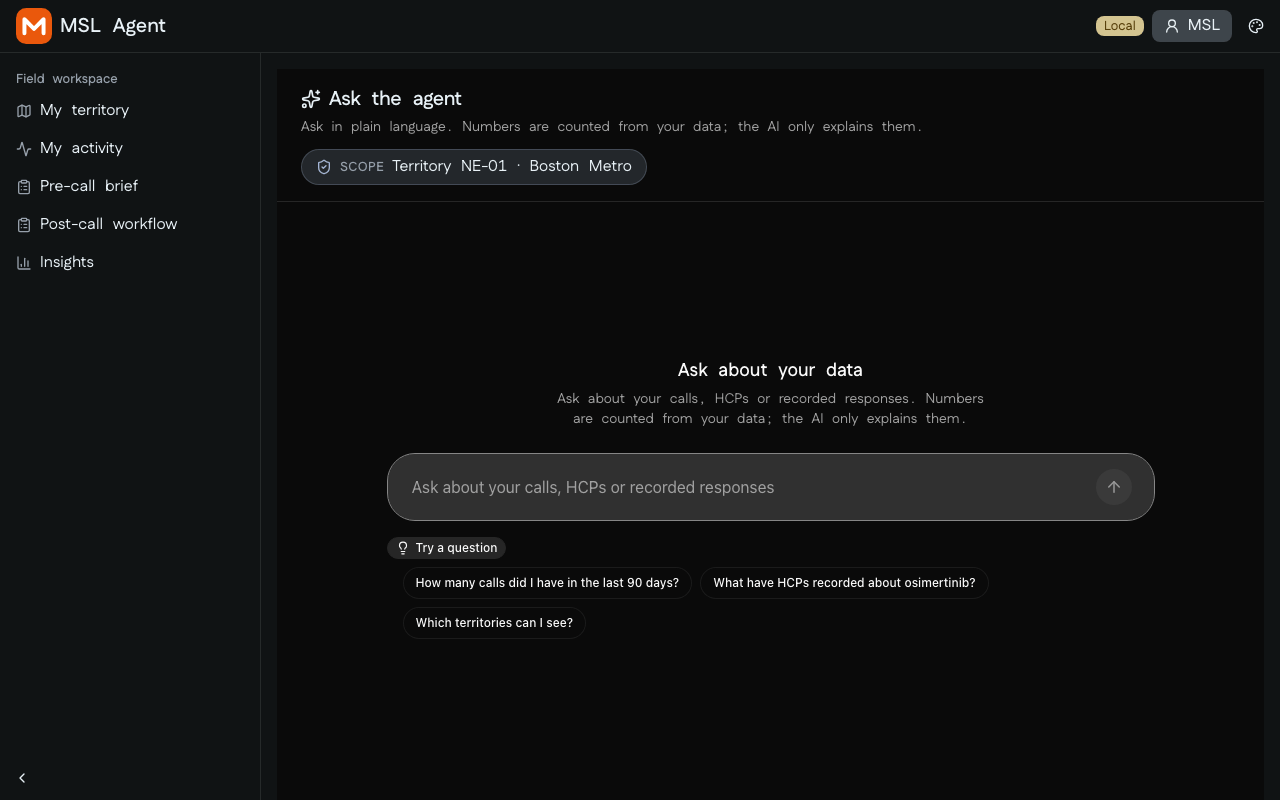 MSL Agent
Local
MSL
Field workspace
My territory
My activity
Pre-call brief
Post-call workflow
Insights
Ask the agent
Ask in plain language. Numbers are counted from your data; the AI only explains them.
SCOPE Territory NE-01 · Boston Metro
Ask about your data
Ask about your calls, HCPs or recorded responses. Numbers
are counted from your data; the AI only explains them.
Ask about your calls, HCPs or recorded responses
Try a question
How many calls did I have in the last 90 days?
What have HCPs recorded about osimertinib?
Which territories can I see?